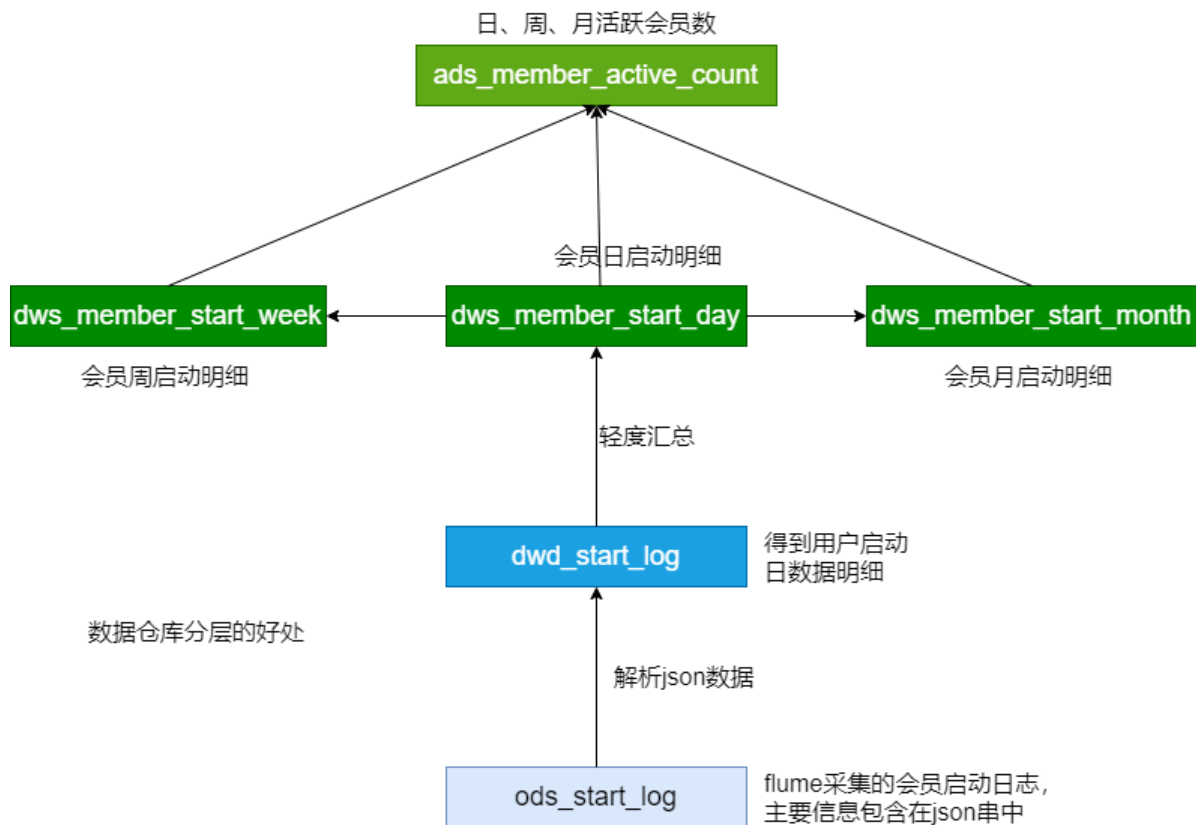 日、周、月活跃会员数
ads_member_active_count
会员日启动明细
dws_member_start_week
dws_member_start_day
dws_member_start_month
会员周启动明细
会员月启动明细
轻度汇总
dwd_start_log
得到用户启动
日数据明细
数据仓库分层的好处
解析json数据
ods_start_log
flume采集的会员启动日志，
主要信息包含在json串中